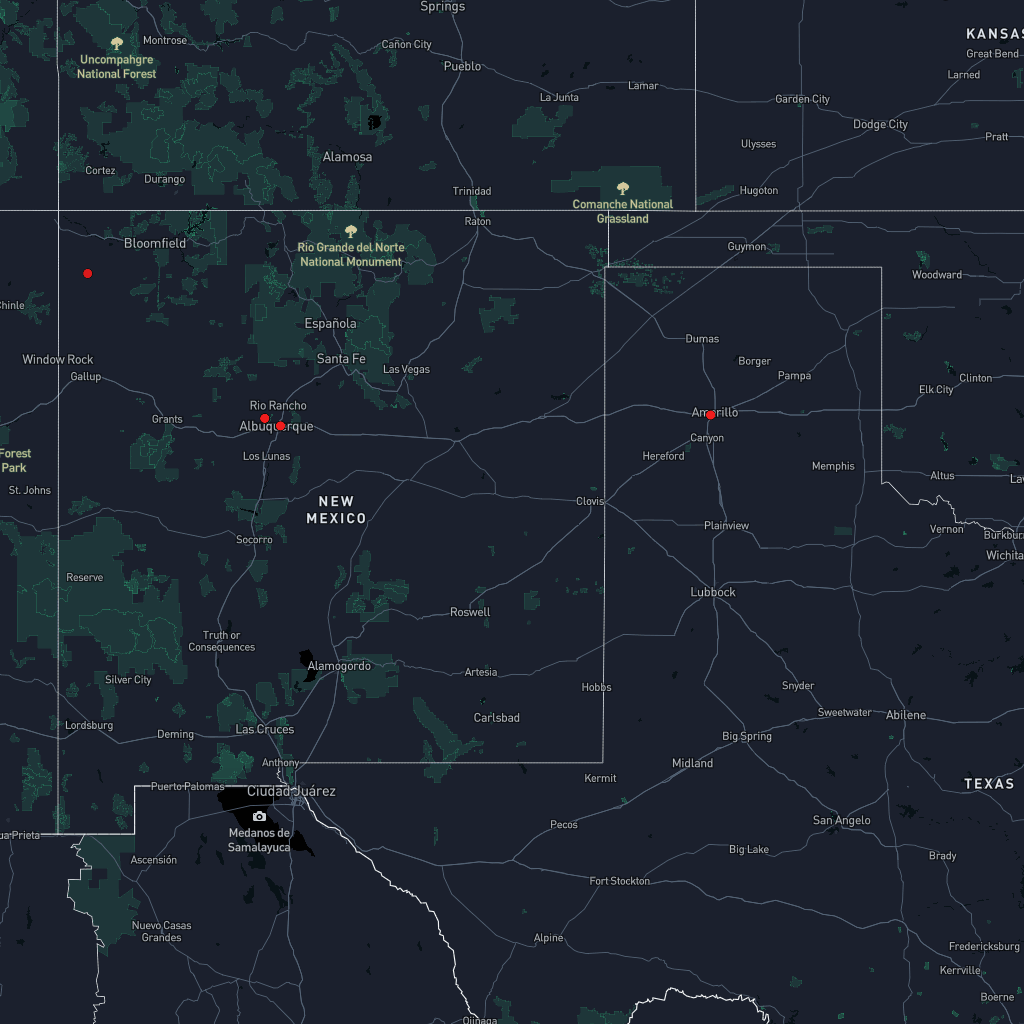 Springs
KANSAS
Montrose
Cañon City
Great Bend
Uncompahgre
National Forest
Pueblo
Larned
La Junta
Lamar
Garden City
Dodge City
Pratt
Ulysses
Alamosa
Cortez
Durango
Trinidad
Hugoton
Comanche National
Grassland
Raton
Bloomfield
Rio Grande del Norte
National Monument
Guymon
Woodward
Chinle
Española
Dumas
Window Rock
Santa Fe
Borger
Gallup
Las Vegas
Pampa
Clinton
Elk City
Rio Rancho
Amarillo
Grants
Albuquerque
Canyon
Forest
Park
Los Lunas
Hereford
Memphis
Altus
La
St. Johns
NEW
MEXICO
Clovis
Plainview
Vernon
Burkbur
Socorro
Wichita
Reserve
Lubbock
Roswell
Truth or
Consequences
Alamogordo
Artesia
Silver City
Hobbs
Snyder
Carlsbad
Sweetwater
Abilene
Lordsburg
Deming
Las Cruces
Big Spring
Anthony
Midland
Kermit
TEXAS
Puerto Palomas
Ciudad Juárez
Pecos
San Angelo
ua Prieta
Medanos de
Samalayuca
Big Lake
Ascensión
Brady
Fort Stockton
Nuevo Casas
Grandes
Alpine
Fredericksburg
Kerrville
Boerne
Ojinaga